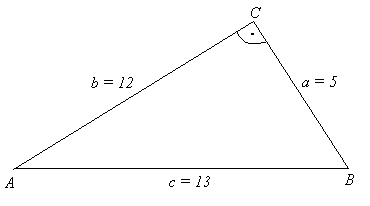 C
b = 12
a = 5
A
c = 13
B